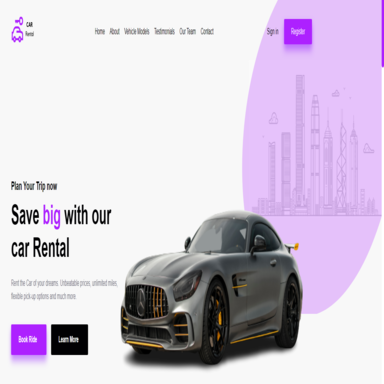 CAR
Rental
Home About Vehicle Models Testimonials Our Team Contact
Sign in Register
Plan Your Trip now
Save big with our
car Rental
Rent the Car of your dreams. Unbeatable prices, unlimited miles,
flexible pick-up options and much more.
Book Ride Learn More